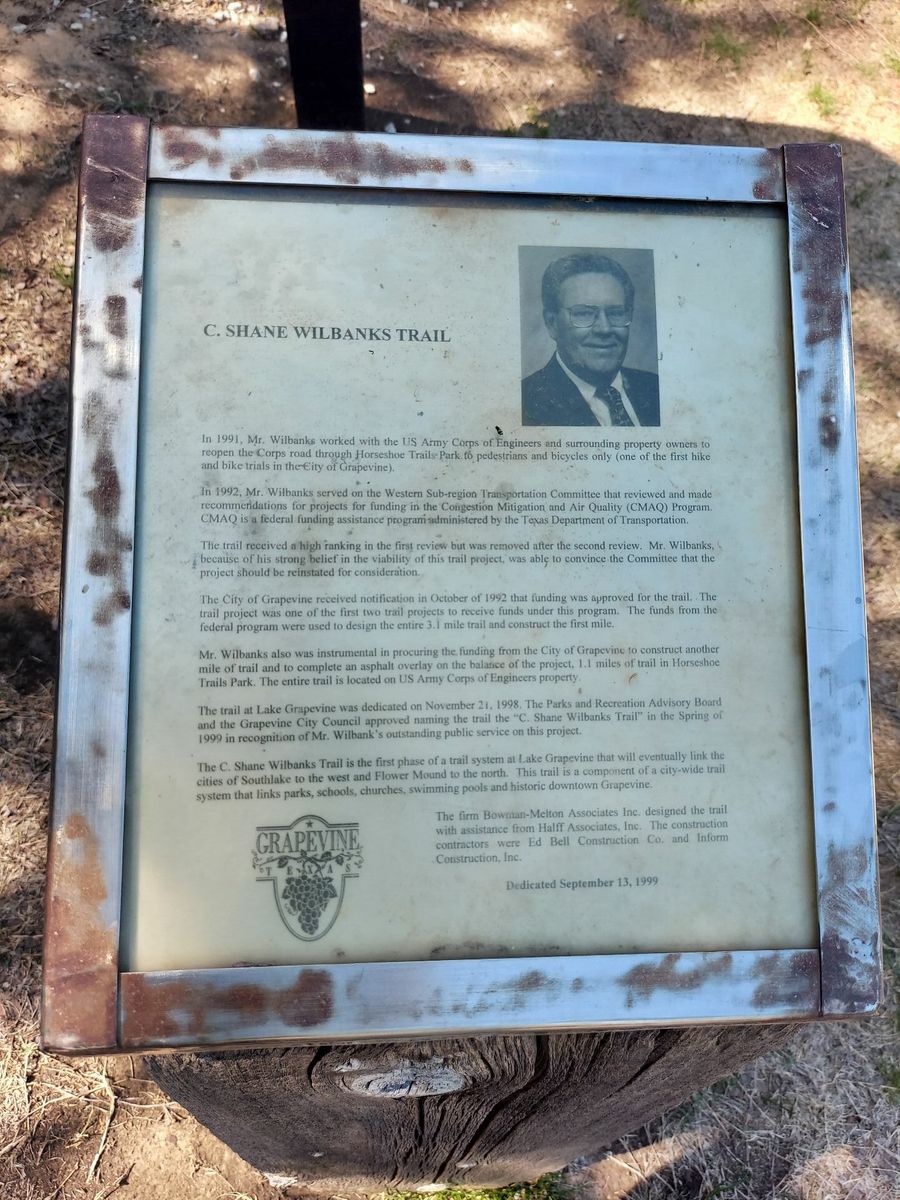 C. SHANE WILBANKS TRAIL
In 1991, Mr. Wilbanks worked with the US Army Corps of Engineers and surrounding property owners to
reopen the Corps road through Horseshoe Trails Park to pedestrians and bicycles only (one of the first hike
and bike trials in the City of Grapevine).
In 1992, Mr. Wilbanks served on the Western Sub-region Transportation Committee that reviewed and made
recommendations for projects for funding in the Congestion Mitigation and Air Quality (CMAQ) Program.
CMAQ is a federal funding assistance program administered by the Texas Department of Transportation.
The trail received a high ranking in the first review but was removed after the second review. Mr. Wilbanks,
because of his strong belief in the viability of this trail project, was able to convince the Committee that the
project should be reinstated for consideration.
The City of Grapevine received notification in October of 1992 that funding was approved for the trail. The
trail project was one of the first two trail projects to receive funds under this program. The funds from the
federal program were used to design the entire 3.1 mile trail and construct the first mile.
Mr. Wilbanks also was instrumental in procuring the funding from the City of Grapevine to construct another
mile of trail and to complete an asphalt overlay on the balance of the project, 1.1 miles of trail in Horseshoe
Trails Park. The entire trail is located on US Army Corps of Engineers property.
The trail at Lake Grapevine was dedicated on November 21, 1998. The Parks and Recreation Advisory Board
and the Grapevine City Council approved naming the trail the "C. Shane Wilbanks Trail" in the Spring of
1999 in recognition of Mr. Wilbank's outstanding public service on this project.
The C. Shane Wilbanks Trail is the first phase of a trail system at Lake Grapevine that will eventually link the
cities of Southlake to the west and Flower Mound to the north. This trail is a component of a city-wide trail
system that links parks, schools, churches, swimming pools and historic downtown Grapevine.
The firm Bowman-Melton Associates Inc. designed the trail
with assistance from Halff Associates, Inc. The construction
contractors were Ed Bell Construction Co. and Inform
Construction, Inc.
Dedicated September 13, 1999
GRAPEVINE
TEXAS